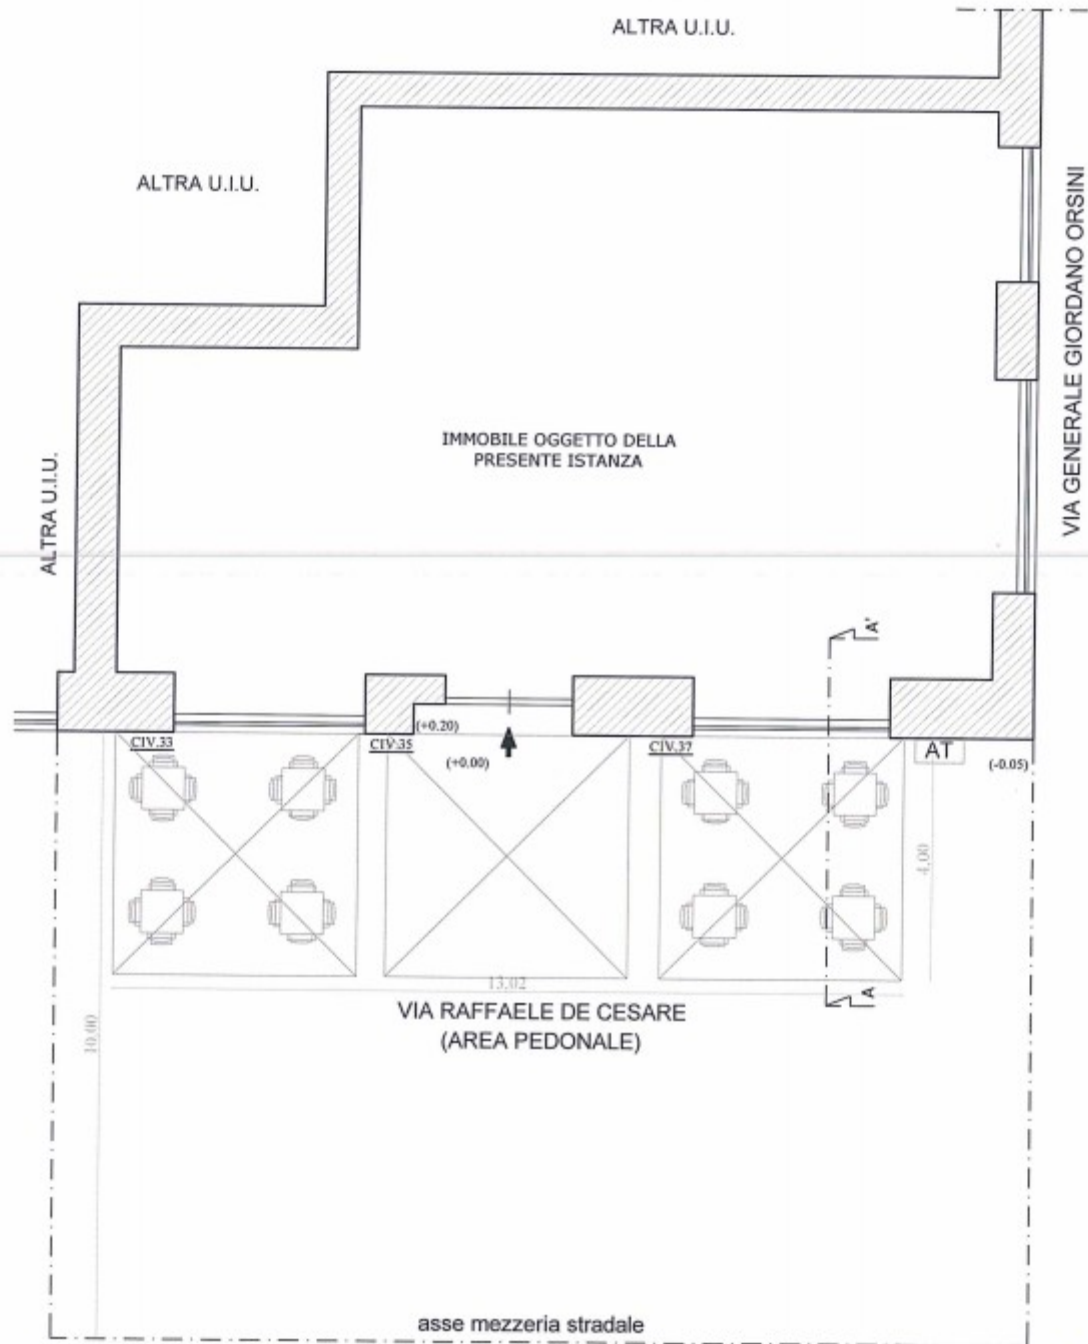 ALTRA U.I.U.
ALTRA U.I.U.
VIA GENERALE GIORDANO ORSINI
IMMOBILE OGGETTO DELLA
PRESENTE ISTANZA
ALTRA U.I.U.
A'
(+0.20)
CIV.33
CIV.35
CIV.37
AT
(+0.00)
(-0.05)
4,00
13,02
A
VIA RAFFAELE DE CESARE
(AREA PEDONALE)
10,00
asse mezzeria stradale